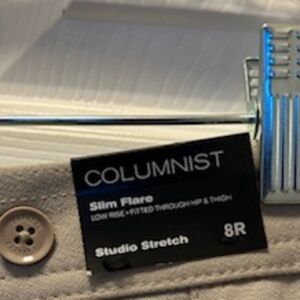 COLUMNIST
Slim Flare
LOW RISE • FITTED THROUGH HIP & THIGH
Studio Stretch
8R